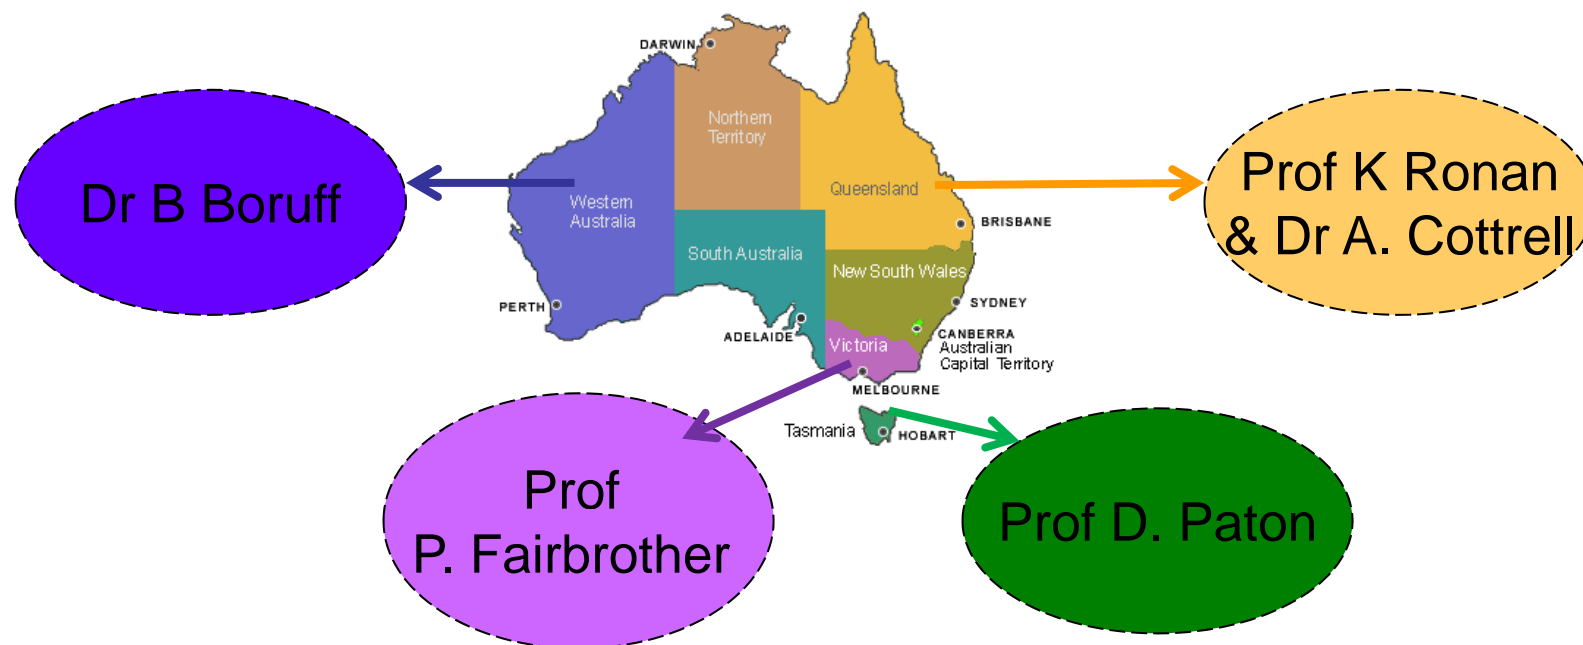 DARWIN
Northern
Territory
Dr B Boruff
Western
Australia
Queensland
Prof K Ronan
& Dr A. Cottrell
BRISBANE
South Australia
New South Wales
PERTH
SYDNEY
ADELAIDE
CANBERRA
Australian
Capital Territory
Victoria
MELBOURNE
Tasmania
HOBART
Prof
P. Fairbrother
Prof D. Paton